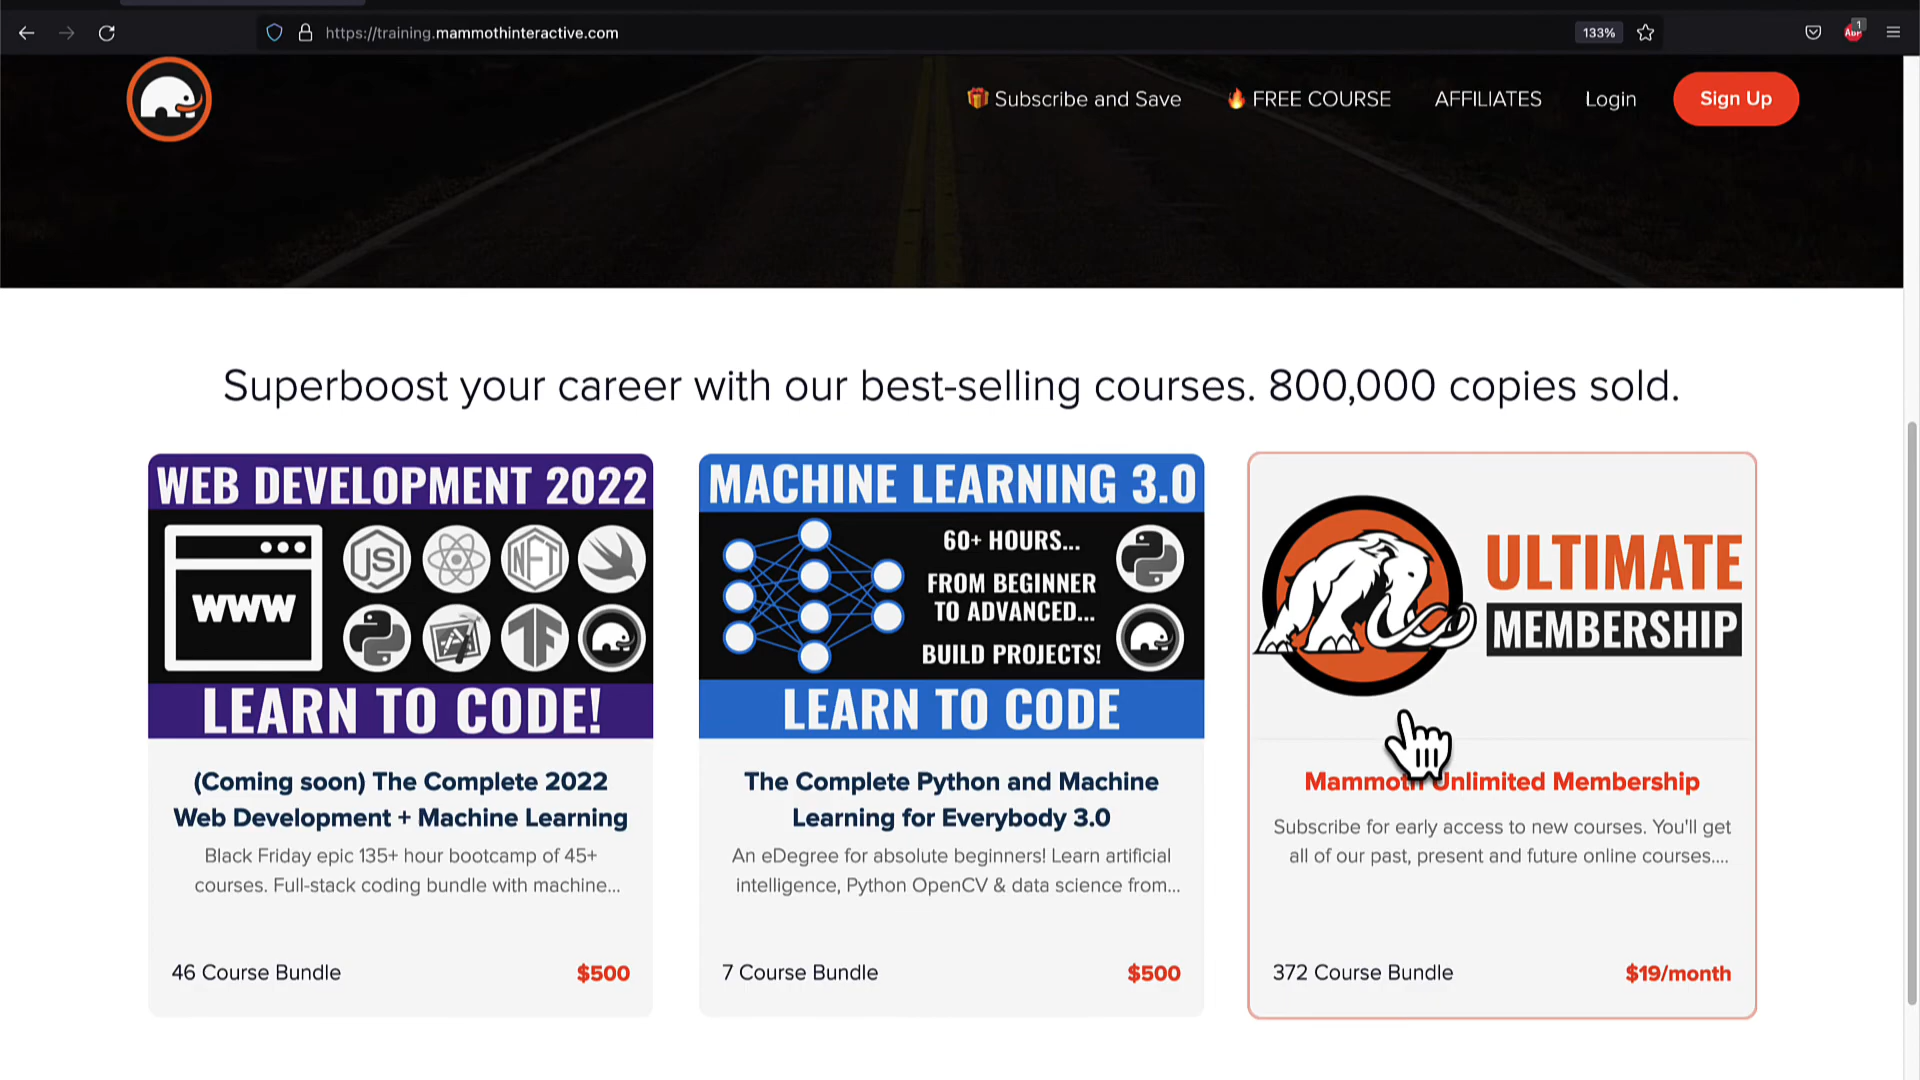 https://training.mammothinteractive.com
133%
1
ABP
🎁 Subscribe and Save
🔥 FREE COURSE
AFFILIATES
Login
Sign Up
Superboost your career with our best-selling courses. 800,000 copies sold.
WEB DEVELOPMENT 2022
WWW
JS
NFT
TF
LEARN TO CODE!
(Coming soon) The Complete 2022
Web Development + Machine Learning
Black Friday epic 135+ hour bootcamp of 45+
courses. Full-stack coding bundle with machine...
46 Course Bundle
$500
MACHINE LEARNING 3.0
60+ HOURS...
FROM BEGINNER
TO ADVANCED...
BUILD PROJECTS!
LEARN TO CODE
The Complete Python and Machine
Learning for Everybody 3.0
An eDegree for absolute beginners! Learn artificial
intelligence, Python OpenCV & data science from...
7 Course Bundle
$500
ULTIMATE
MEMBERSHIP
Mammoth Unlimited Membership
Subscribe for early access to new courses. You'll get
all of our past, present and future online courses....
372 Course Bundle
$19/month